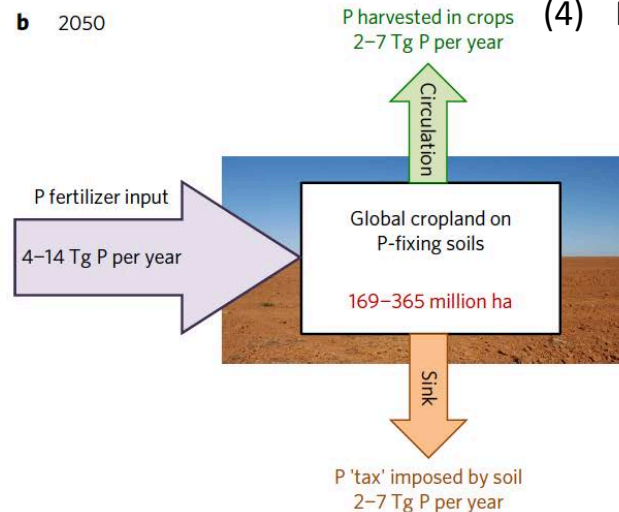 b 2050
P harvested in crops
2–7 Tg P per year
(4)
Circulation
P fertilizer input
4–14 Tg P per year
Global cropland on
P-fixing soils
169–365 million ha
Sink
P 'tax' imposed by soil
2–7 Tg P per year